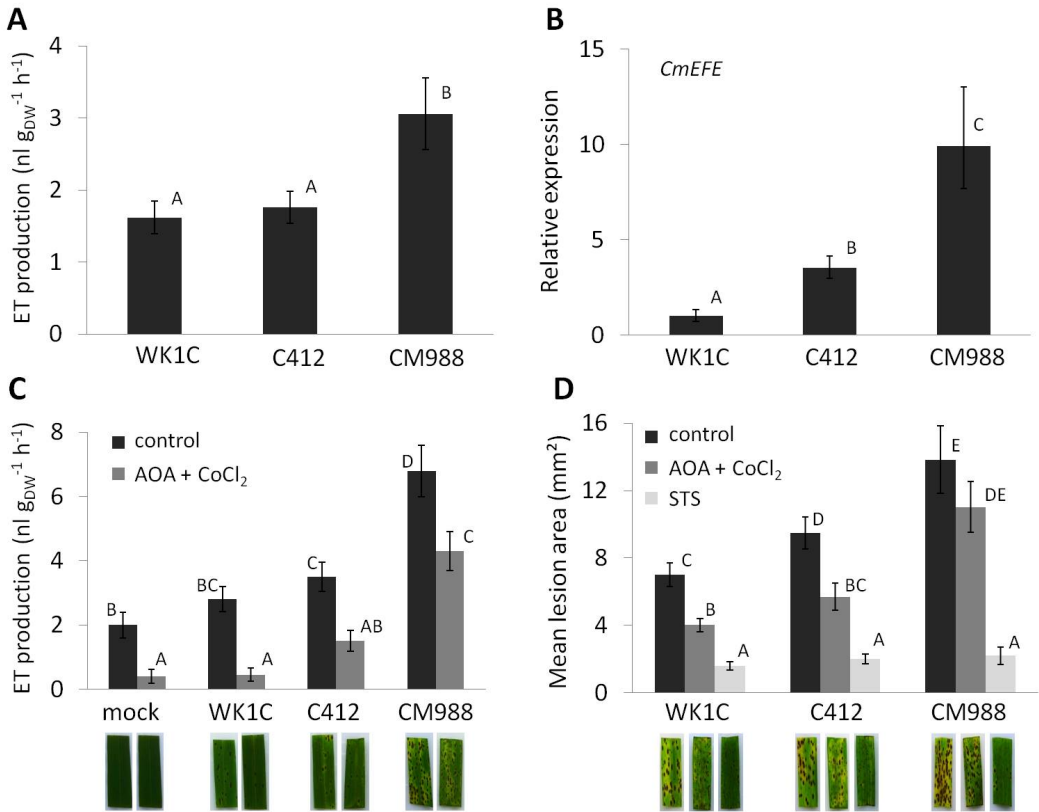 A
ET production (nl g_DW^-1 h^-1)
4
3
2
1
0
A
A
B
WK1C C412 CM988
B
Relative expression
15
10
5
0
CmEFE
A
B
C
WK1C C412 CM988
C
ET production (nl g_DW^-1 h^-1)
8
6
4
2
0
control
AOA + CoCl₂
B
A
BC
A
C
AB
D
C
mock WK1C C412 CM988
D
Mean lesion area (mm²)
16
12
8
4
0
control
AOA + CoCl₂
STS
C
B
A
D
BC
A
E
DE
A
WK1C C412 CM988